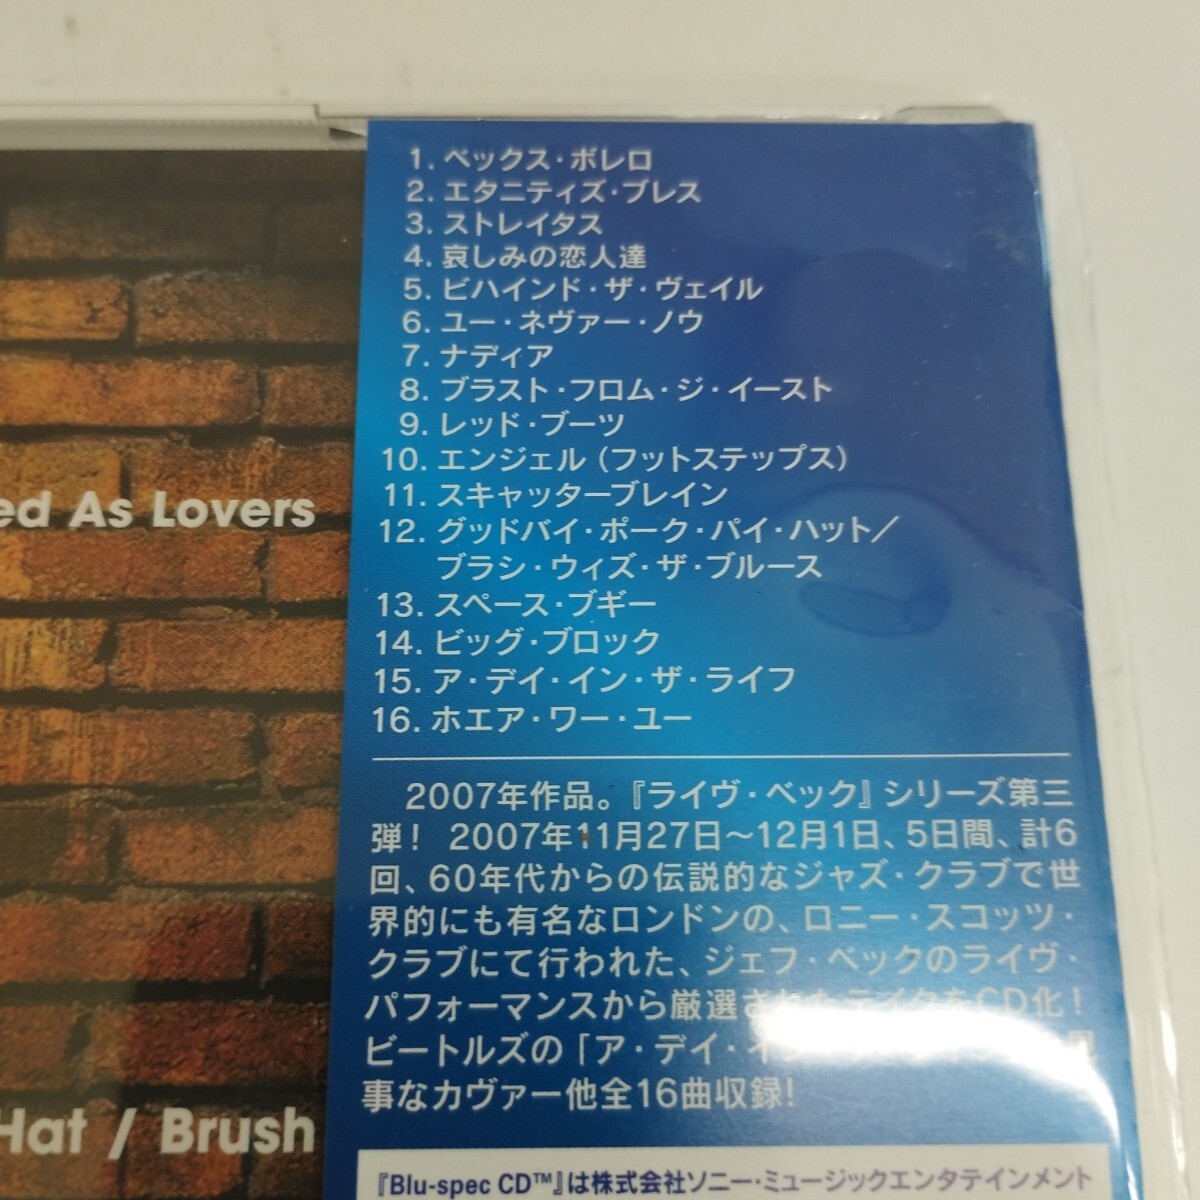 1. ベックス・ボレロ
2. エタニティズ・ブレス
3. ストレイタス
4. 哀しみの恋人達
5. ビハインド・ザ・ヴェイル
6. ユー・ネヴァー・ノウ
7. ナディア
8. ブラスト・フロム・ジ・イースト
9. レッド・ブーツ
10. エンジェル（フットステップス）
11. スキャッターブレイン
12. グッドバイ・ポーク・パイ・ハット／
ブラシ・ウィズ・ザ・ブルース
13. スペース・ブギー
14. ビッグ・ブロック
15. ア・デイ・イン・ザ・ライフ
16. ホエア・ワー・ユー
2007年作品。『ライヴ・ベック』シリーズ第三
弾！ 2007年11月27日～12月1日、5日間、計6
回、60年代からの伝説的なジャズ・クラブで世
界的にも有名なロンドンの、ロニー・スコッツ・
クラブにて行われた、ジェフ・ベックのライヴ・
パフォーマンスから厳選されたテイクをCD化！
ビートルズの「ア・デイ・イン
事なカヴァー他全16曲収録！
『Blu-spec CD™』は株式会社ソニー・ミュージックエンタテインメント
ed As Lovers
Hat / Brush